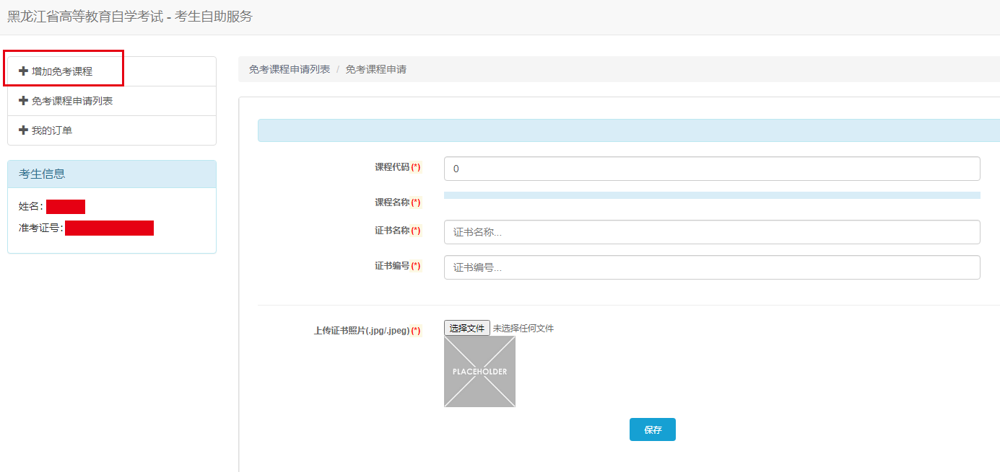 黑龙江省高等教育自学考试 - 考生自助服务
增加免考课程
免考课程申请列表
我的订单
考生信息
姓名:
准考证号:
免考课程申请列表 / 免考课程申请
课程代码(*)
0
课程名称(*)
证书名称(*)
证书名称...
证书编号(*)
证书编号...
上传证书照片(.jpg/.jpeg)(*)
选择文件 未选择任何文件
PLACEHOLDER
保存